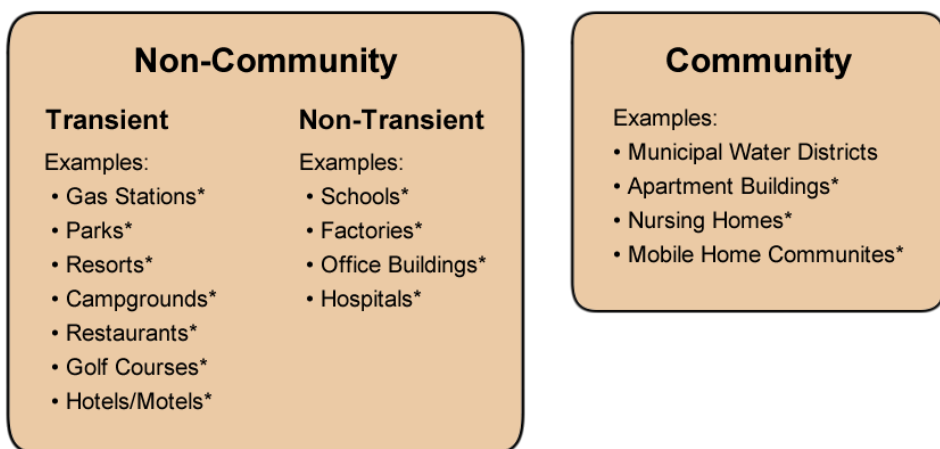 Non-Community
Transient
Examples:
• Gas Stations*
• Parks*
• Resorts*
• Campgrounds*
• Restaurants*
• Golf Courses*
• Hotels/Motels*
Non-Transient
Examples:
• Schools*
• Factories*
• Office Buildings*
• Hospitals*
Community
Examples:
• Municipal Water Districts
• Apartment Buildings*
• Nursing Homes*
• Mobile Home Communites*